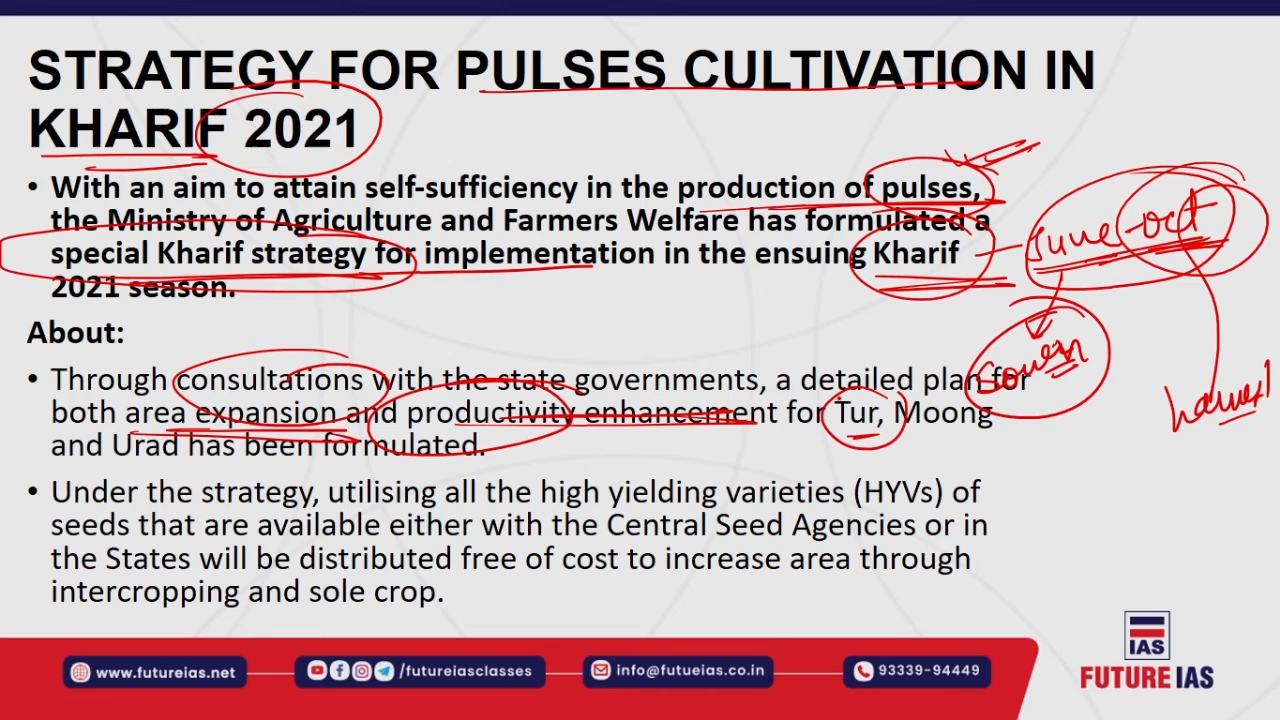 STRATEGY FOR PULSES CULTIVATION IN
KHARIF 2021
• With an aim to attain self-sufficiency in the production of pulses,
the Ministry of Agriculture and Farmers Welfare has formulated a
special Kharif strategy for implementation in the ensuing Kharif
2021 season.
June-oct
About:
• Through consultations with the state governments, a detailed plan for
both area expansion and productivity enhancement for Tur, Moong
and Urad has been formulated.
harvest
• Under the strategy, utilising all the high yielding varieties (HYVs) of
seeds that are available either with the Central Seed Agencies or in
the States will be distributed free of cost to increase area through
intercropping and sole crop.
IAS
FUTURE IAS
www.futureias.net
/futureiasclasses
info@futueias.co.in
93339-94449